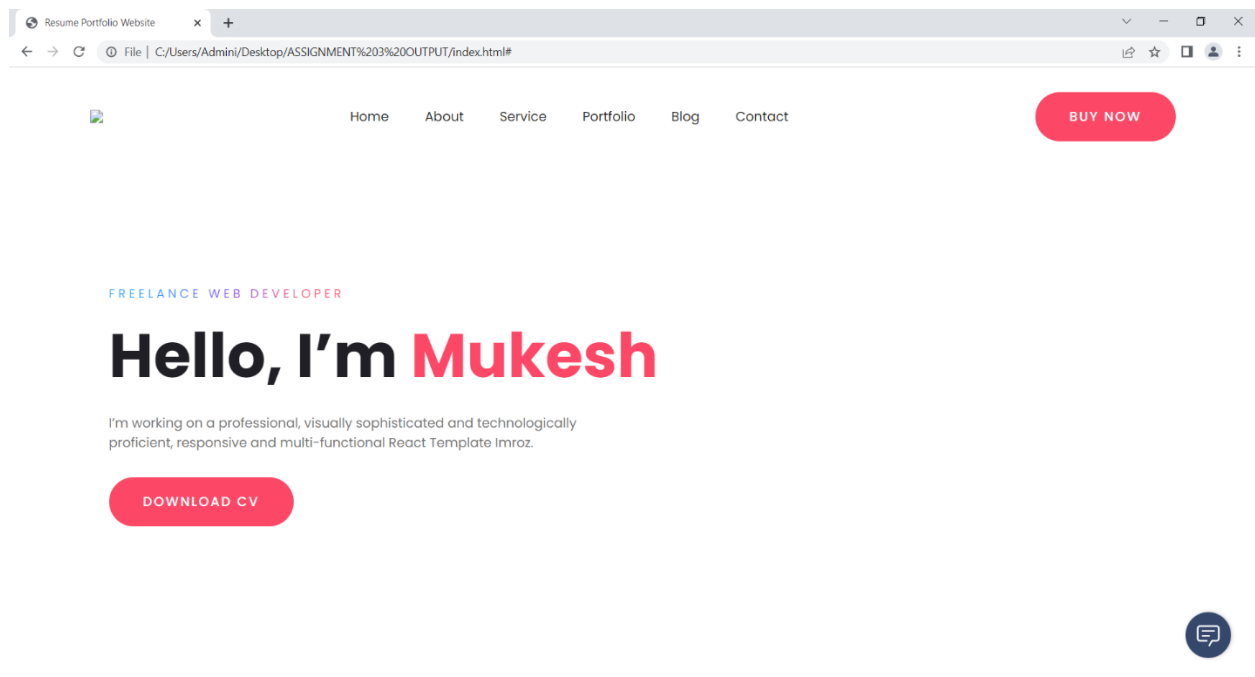 Resume Portfolio Website
File | C:/Users/Admini/Desktop/ASSIGNMENT%203%20OUTPUT/index.html#
Home About Service Portfolio Blog Contact BUY NOW
FREELANCE WEB DEVELOPER
Hello, I’m Mukesh
I’m working on a professional, visually sophisticated and technologically
proficient, responsive and multi-functional React Template Imroz.
DOWNLOAD CV